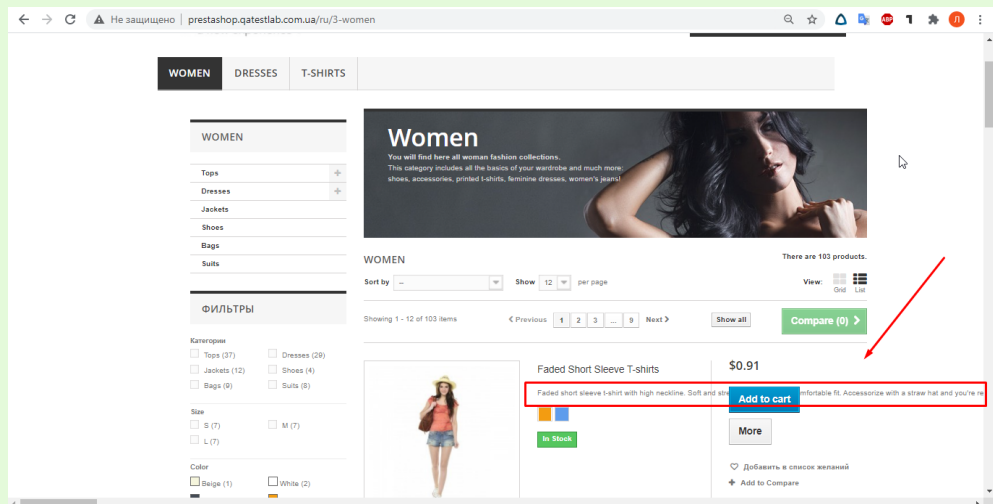 Не защищено | prestashop.qatestlab.com.ua/ru/3-women
ABP
Л
WOMEN DRESSES T-SHIRTS
WOMEN
Tops +
Dresses +
Jackets
Shoes
Bags
Suits
Women
You will find here all woman fashion collections.
This category includes all the basics of your wardrobe and much more:
shoes, accessories, printed t-shirts, feminine dresses, women's jeans!
WOMEN
There are 103 products.
Sort by -- Show 12 per page View: Grid List
Showing 1 - 12 of 103 items Previous 1 2 3 ... 9 Next Show all Compare (0)
ФИЛЬТРЫ
Категории
Tops (37) Dresses (29)
Jackets (12) Shoes (4)
Bags (9) Suits (8)
Size
S (7) M (7)
L (7)
Color
Beige (1) White (2)
Faded Short Sleeve T-shirts
Faded short sleeve t-shirt with high neckline. Soft and stre mfortable fit. Accessorize with a straw hat and you're re
In Stock
$0.91
Add to cart
More
Добавить в список желаний
+ Add to Compare